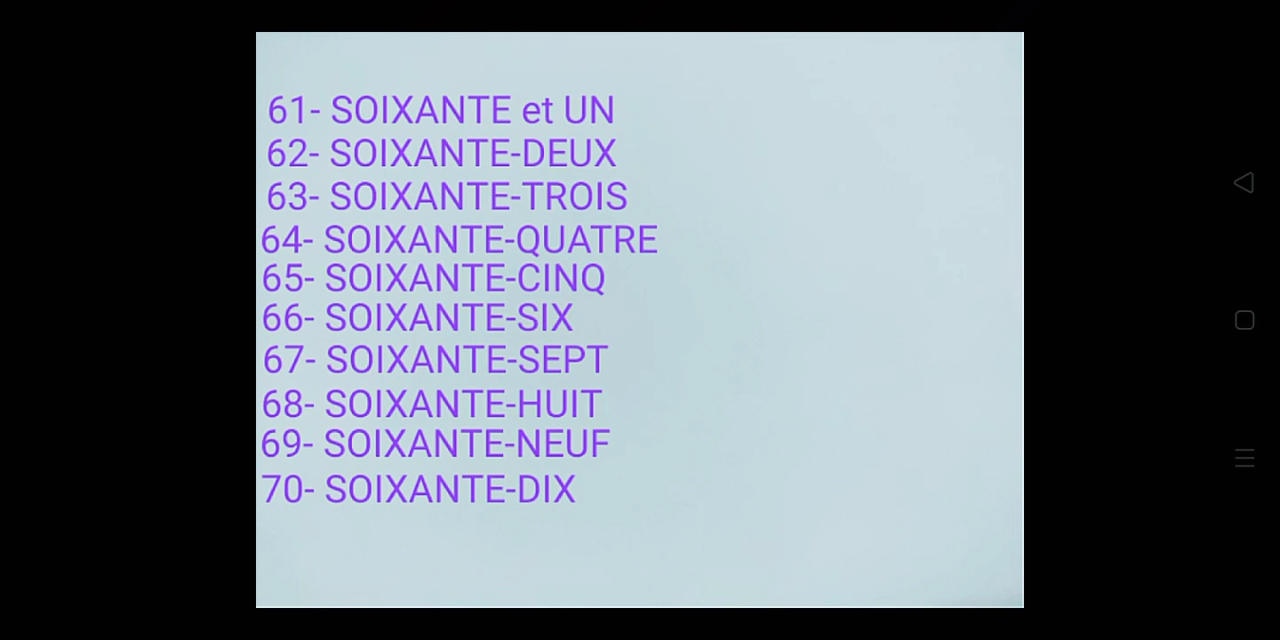 61- SOIXANTE et UN
62- SOIXANTE-DEUX
63- SOIXANTE-TROIS
64- SOIXANTE-QUATRE
65- SOIXANTE-CINQ
66- SOIXANTE-SIX
67- SOIXANTE-SEPT
68- SOIXANTE-HUIT
69- SOIXANTE-NEUF
70- SOIXANTE-DIX